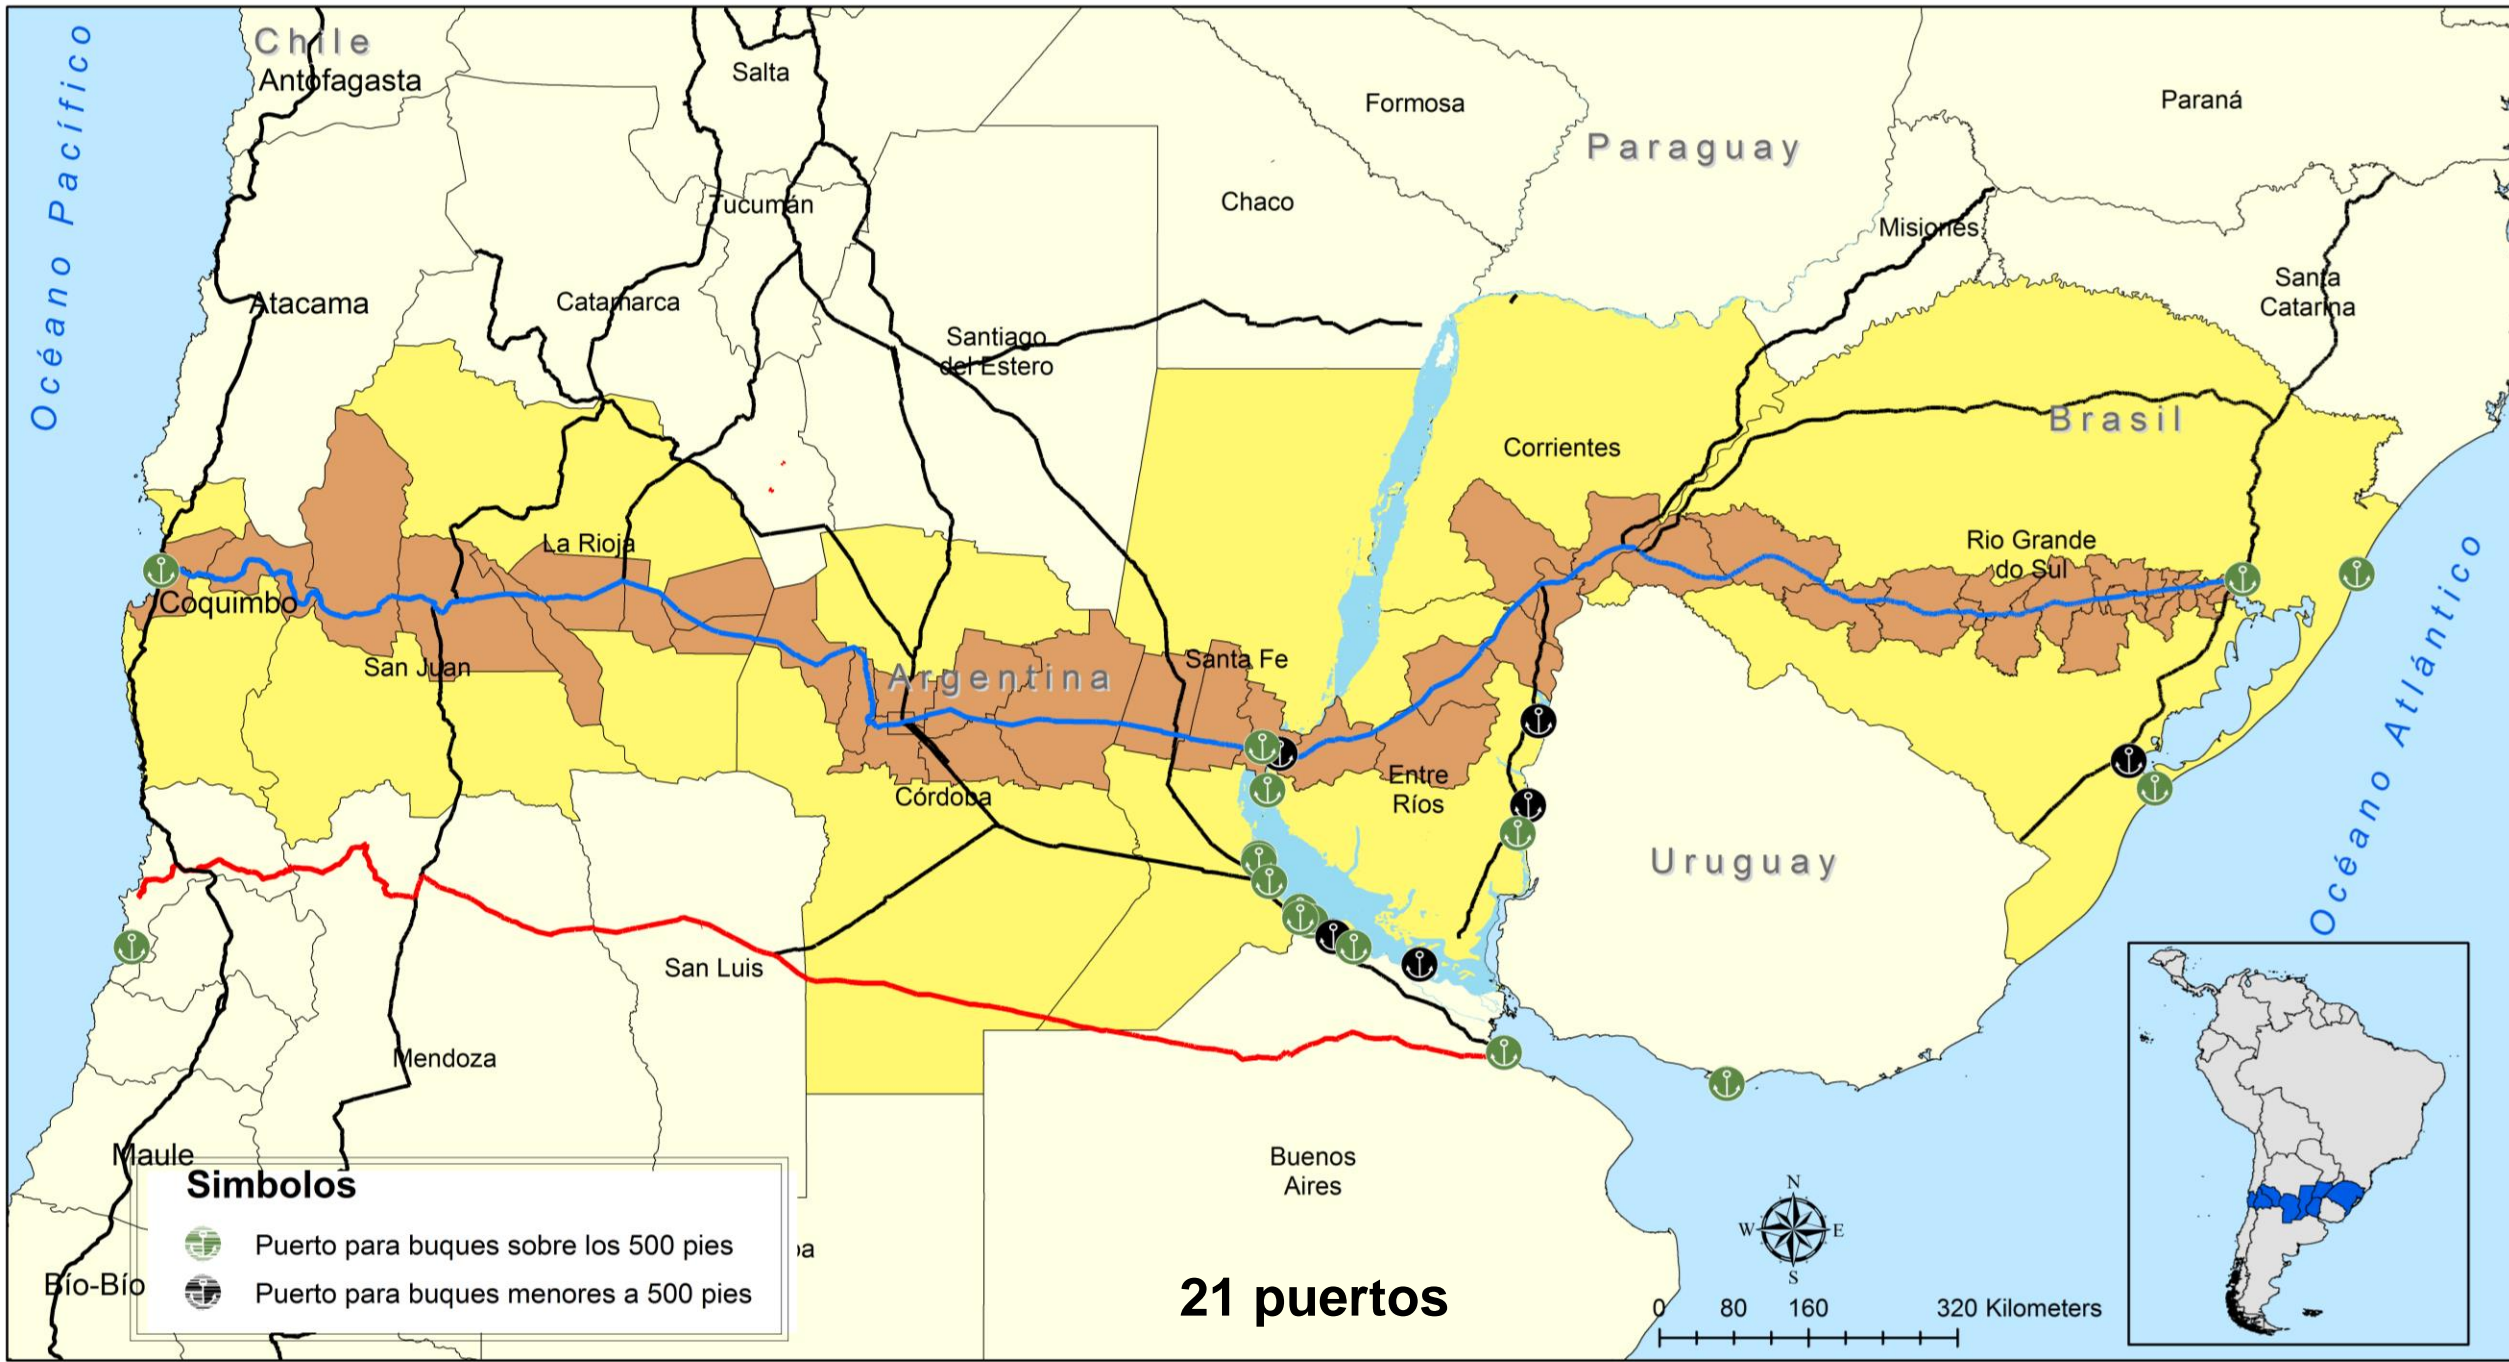 Océano Pacífico
Chile
Antofagasta
Salta
Formosa
Paraguay
Paraná
Tucumán
Chaco
Misiones
Atacama
Catamarca
Santiago
del Estero
Santa
Catarina
Brasil
Corrientes
La Rioja
Rio Grande
do Sul
Coquimbo
San Juan
Argentina
Santa Fe
Océano Atlántico
Córdoba
Entre
Ríos
Uruguay
San Luis
Mendoza
Maule
Buenos
Aires
Bío-Bío
Simbolos
Puerto para buques sobre los 500 pies
Puerto para buques menores a 500 pies
21 puertos
N
W E
S
0 80 160 320 Kilometers